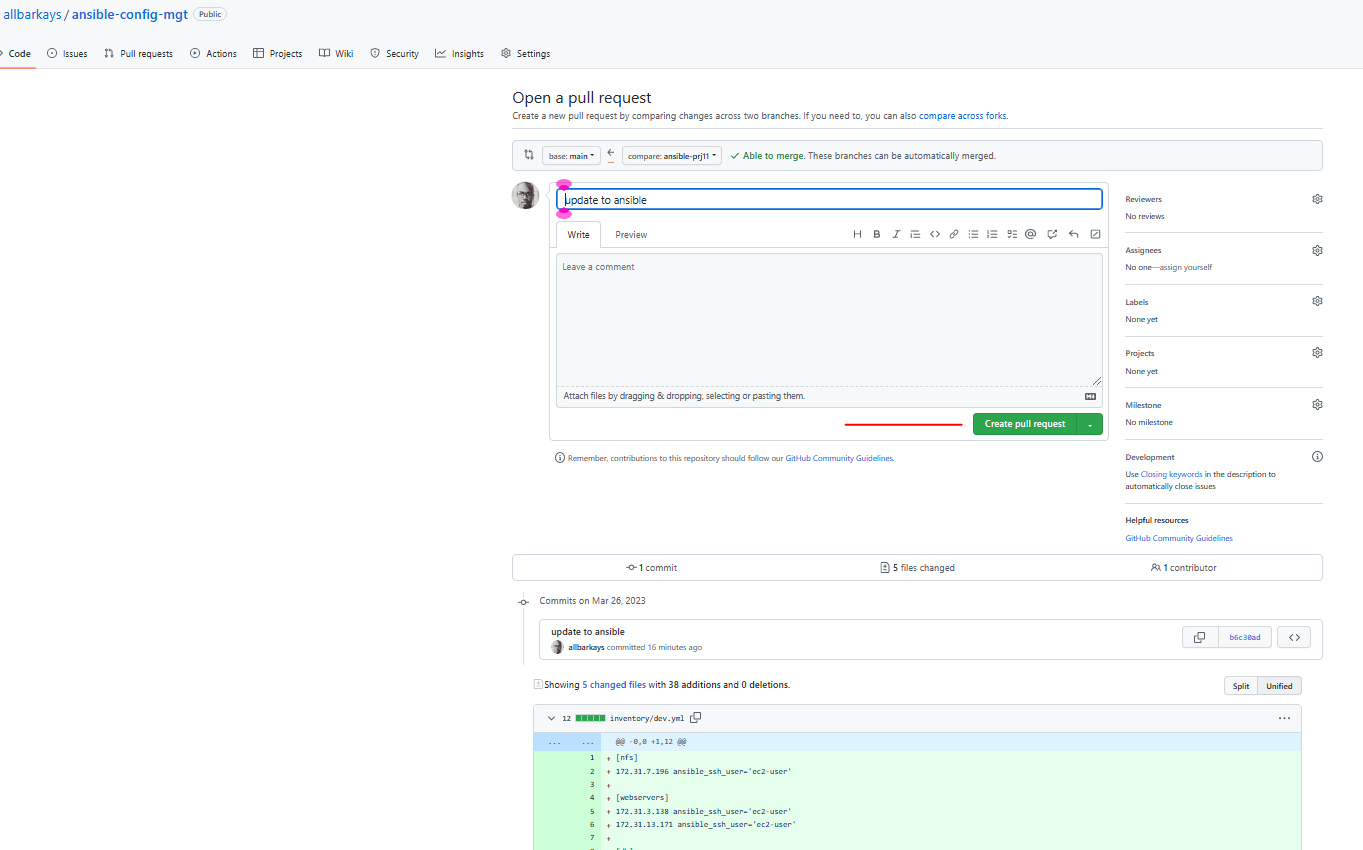 allbarkays / ansible-config-mgt Public
Code Issues Pull requests Actions Projects Wiki Security Insights Settings
Open a pull request
Create a new pull request by comparing changes across two branches. If you need to, you can also compare across forks.
base: main compare: ansible-prj11 Able to merge. These branches can be automatically merged.
update to ansible
Write Preview
Leave a comment
Attach files by dragging & dropping, selecting or pasting them.
Create pull request
Remember, contributions to this repository should follow our GitHub Community Guidelines.
Reviewers
No reviews
Assignees
No one—assign yourself
Labels
None yet
Projects
None yet
Milestone
No milestone
Development
Use Closing keywords in the description to
automatically close issues
Helpful resources
GitHub Community Guidelines
1 commit 5 files changed 1 contributor
Commits on Mar 26, 2023
update to ansible
allbarkays committed 16 minutes ago
b6c30ad
Showing 5 changed files with 38 additions and 0 deletions.
Split Unified
12 inventory/dev.yml
... ... @@ -0,0 +1,12 @@
1 + [nfs]
2 + 172.31.7.196 ansible_ssh_user='ec2-user'
3 +
4 + [webservers]
5 + 172.31.3.138 ansible_ssh_user='ec2-user'
6 + 172.31.13.171 ansible_ssh_user='ec2-user'
7 +